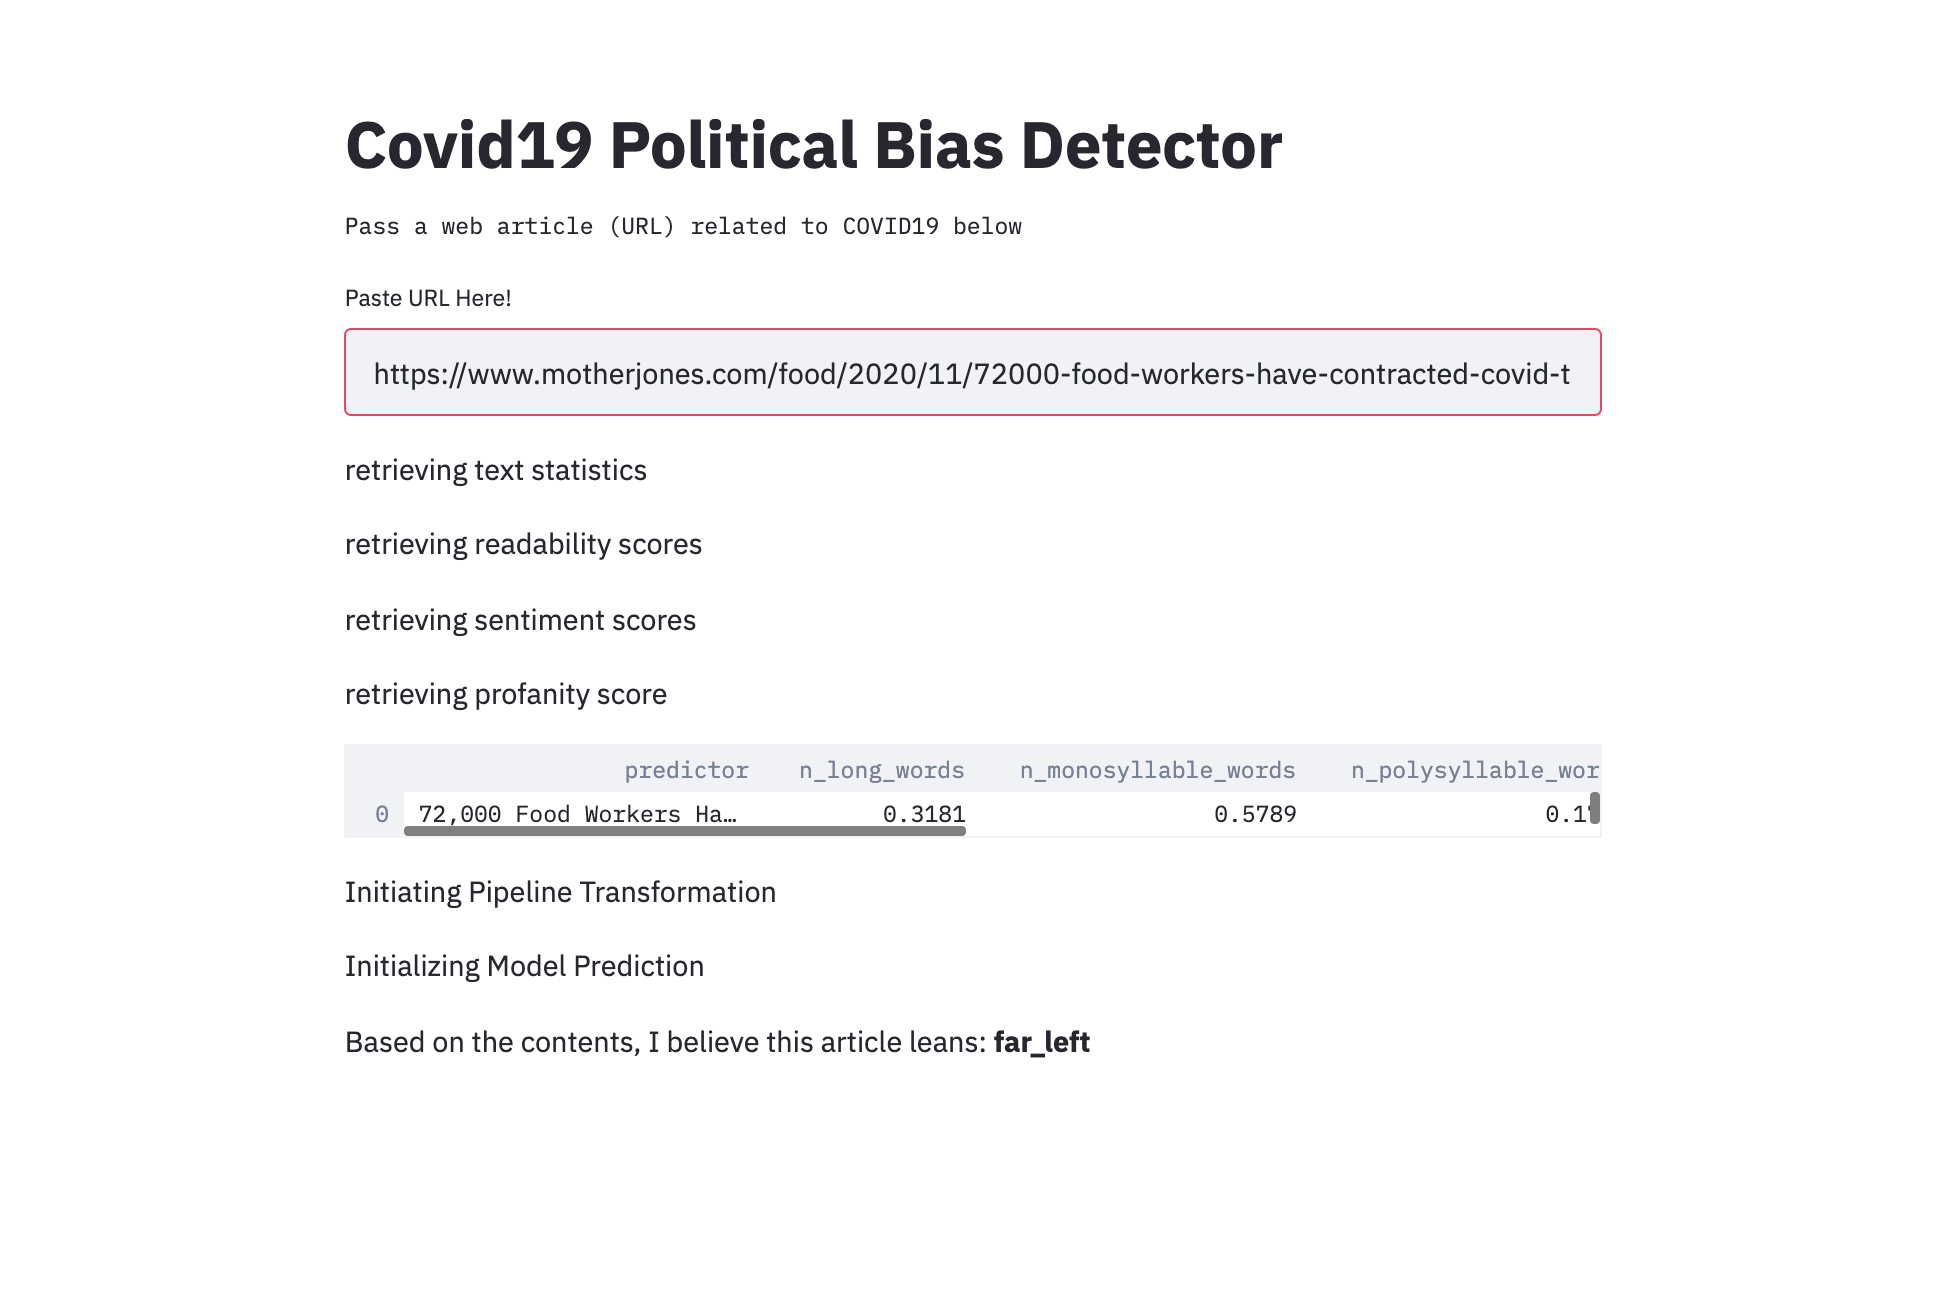 Covid19 Political Bias Detector
Pass a web article (URL) related to COVID19 below
Paste URL Here!
https://www.motherjones.com/food/2020/11/72000-food-workers-have-contracted-covid-t
retrieving text statistics
retrieving readability scores
retrieving sentiment scores
retrieving profanity score
predictor n_long_words n_monosyllable_words n_polysyllable_wor
0 72,000 Food Workers Ha… 0.3181 0.5789 0.1
Initiating Pipeline Transformation
Initializing Model Prediction
Based on the contents, I believe this article leans: far_left